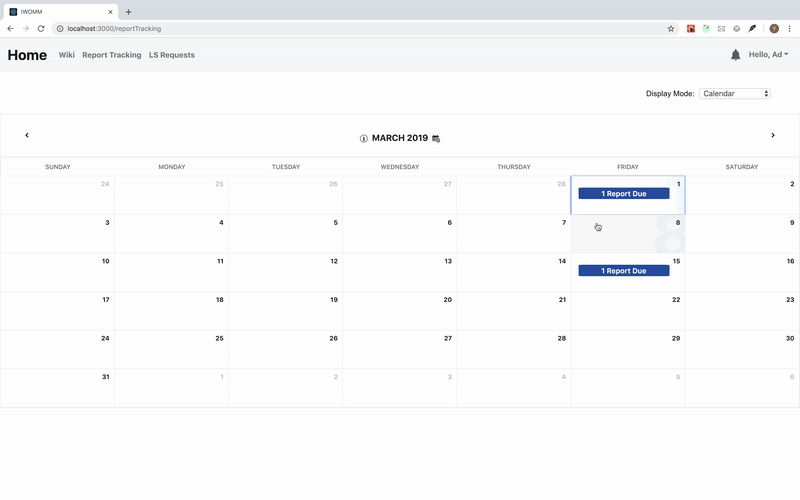 IWOMM
localhost:3000/reportTracking
Y
Home Wiki Report Tracking LS Requests Hello, Ad
Display Mode: Calendar
MARCH 2019
SUNDAY MONDAY TUESDAY WEDNESDAY THURSDAY FRIDAY SATURDAY
24 25 26 27 28 1 2
1 Report Due
3 4 5 6 7 8 9
8
10 11 12 13 14 15 16
1 Report Due
17 18 19 20 21 22 23
24 25 26 27 28 29 30
31 1 2 3 4 5 6